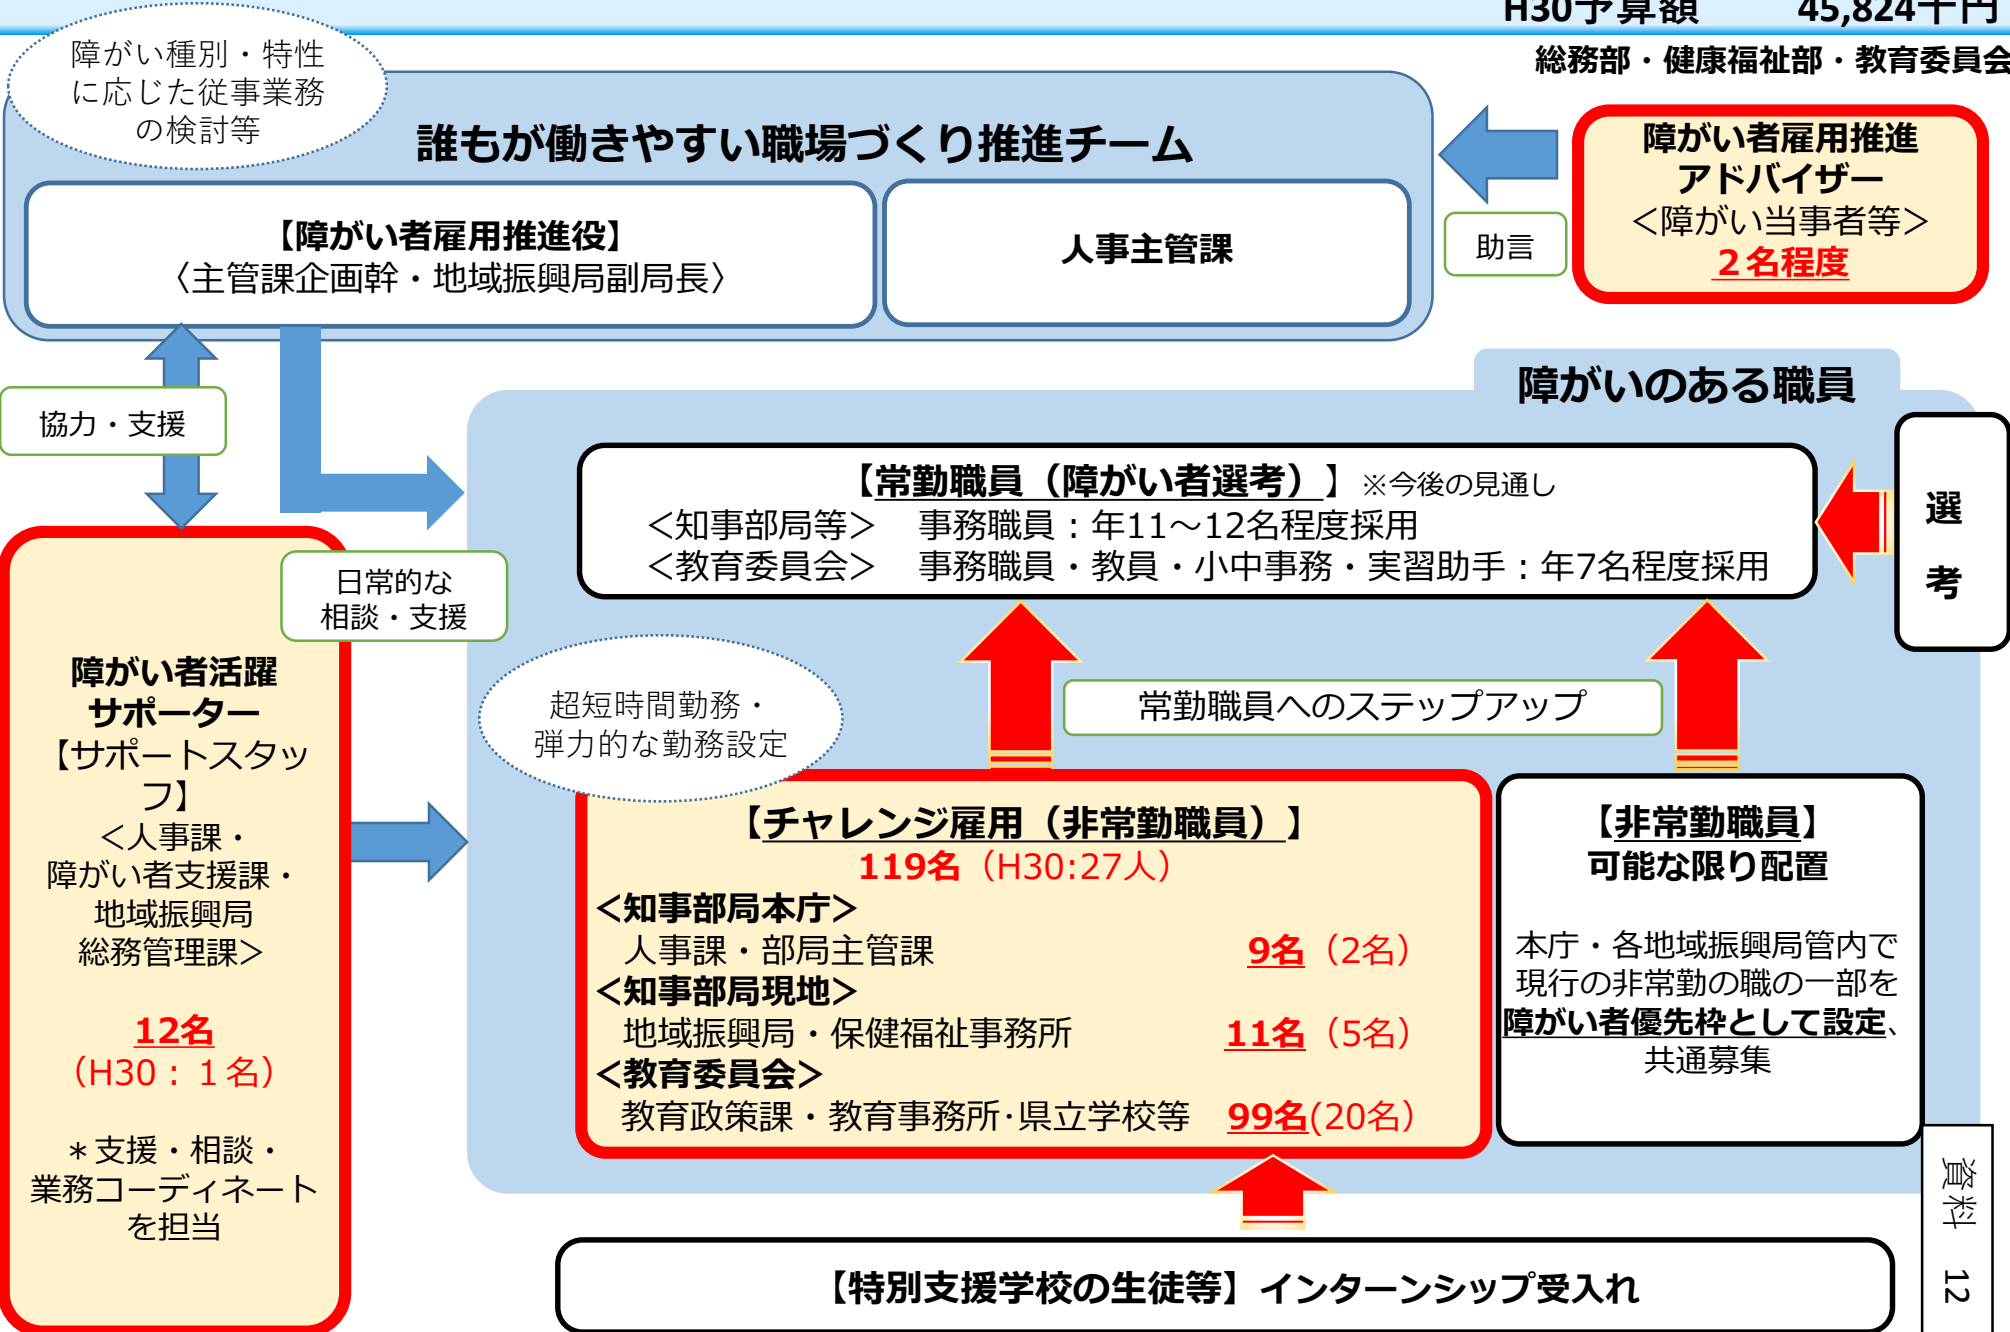 H30予算額　45,824千円
総務部・健康福祉部・教育委員会
障がい種別・特性
に応じた従事業務
の検討等
誰もが働きやすい職場づくり推進チーム
【障がい者雇用推進役】
〈主管課企画幹・地域振興局副局長〉
人事主管課
助言
障がい者雇用推進
アドバイザー
＜障がい当事者等＞
２名程度
協力・支援
日常的な
相談・支援
障がい者活躍
サポーター
【サポートスタッ
フ】
＜人事課・
障がい者支援課・
地域振興局
総務管理課＞
12名
（H30：１名）
＊支援・相談・
業務コーディネート
を担当
障がいのある職員
【常勤職員（障がい者選考）】※今後の見通し
＜知事部局等＞　事務職員：年11～12名程度採用
＜教育委員会＞　事務職員・教員・小中事務・実習助手：年7名程度採用
選
考
超短時間勤務・
弾力的な勤務設定
常勤職員へのステップアップ
【チャレンジ雇用（非常勤職員）】
119名（H30:27人）
＜知事部局本庁＞
人事課・部局主管課　9名（2名）
＜知事部局現地＞
地域振興局・保健福祉事務所　11名（5名）
＜教育委員会＞
教育政策課・教育事務所･県立学校等　99名(20名）
【非常勤職員】
可能な限り配置
本庁・各地域振興局管内で
現行の非常勤の職の一部を
障がい者優先枠として設定、
共通募集
【特別支援学校の生徒等】インターンシップ受入れ
資料　12